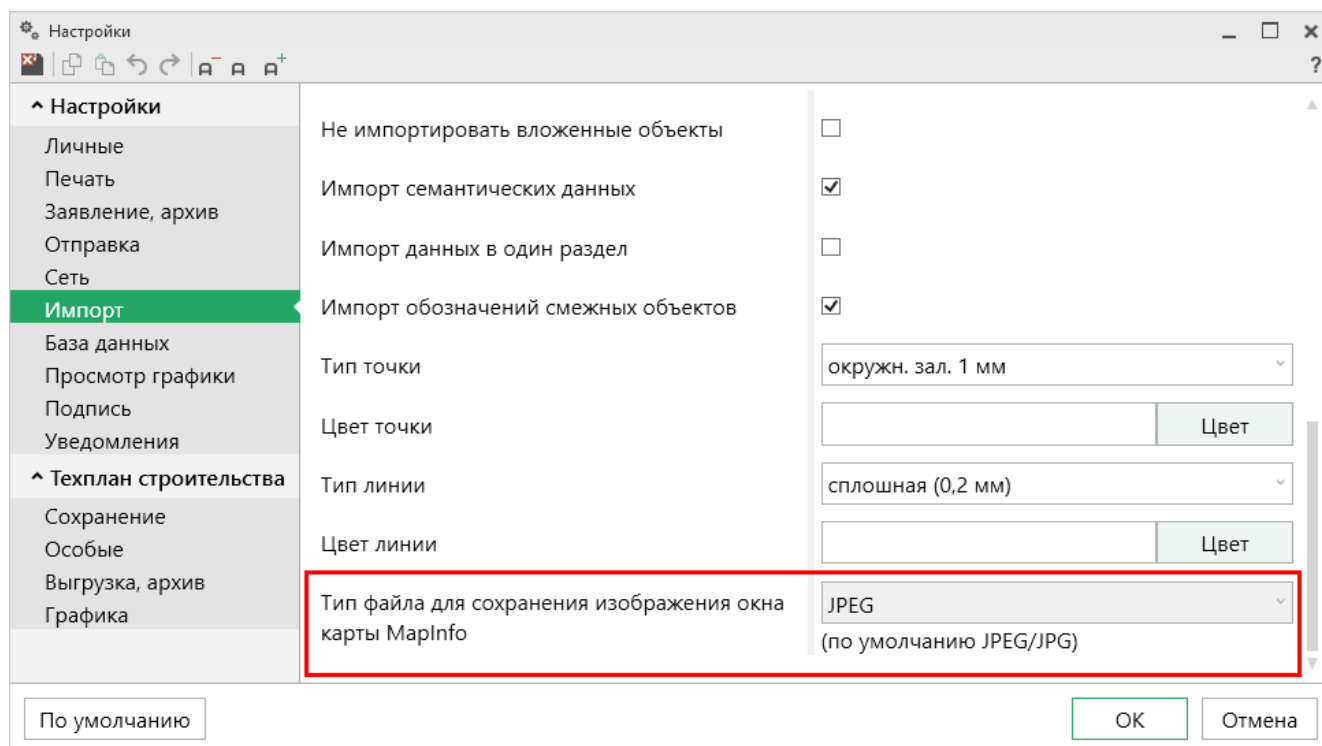 Настройки
?
Настройки
Личные
Печать
Заявление, архив
Отправка
Сеть
Импорт
База данных
Просмотр графики
Подпись
Уведомления
Техплан строительства
Сохранение
Особые
Выгрузка, архив
Графика
Не импортировать вложенные объекты
Импорт семантических данных
Импорт данных в один раздел
Импорт обозначений смежных объектов
Тип точки
окружн. зал. 1 мм
Цвет точки
Цвет
Тип линии
сплошная (0,2 мм)
Цвет линии
Цвет
Тип файла для сохранения изображения окна
карты MapInfo
JPEG
(по умолчанию JPEG/JPG)
По умолчанию
ОК
Отмена